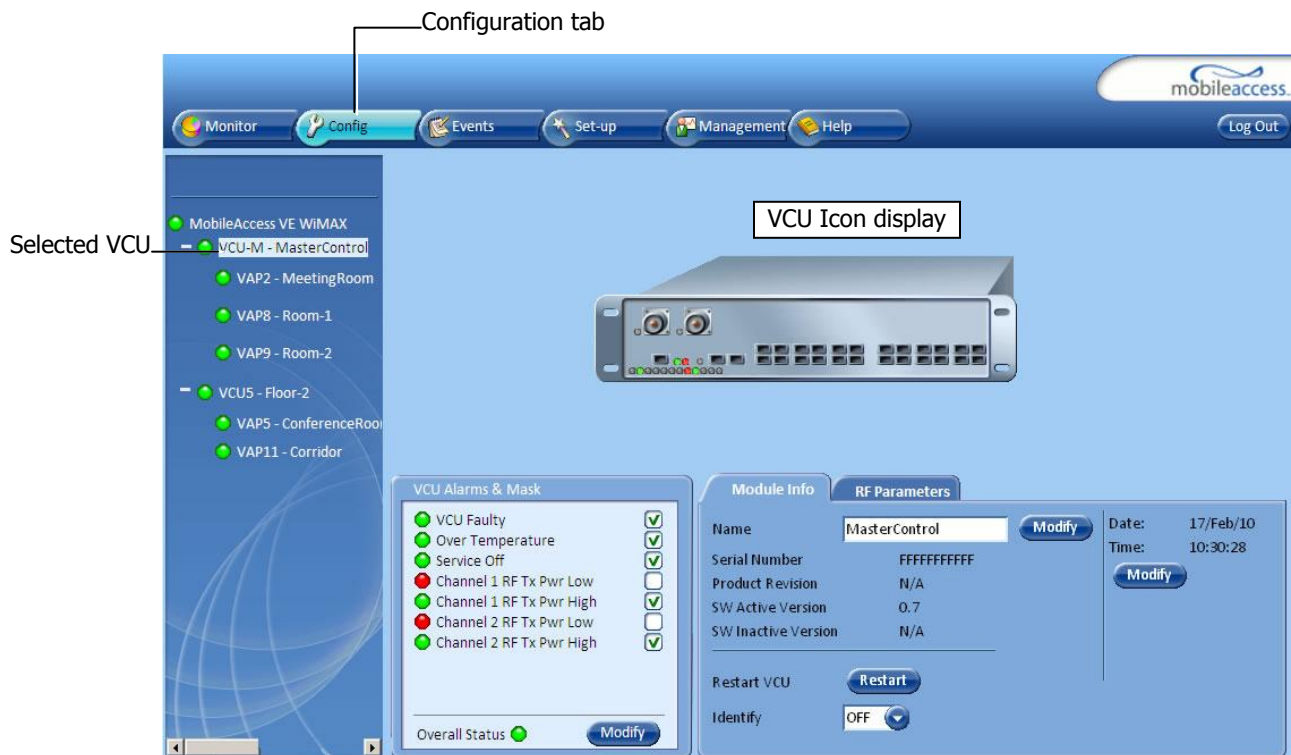 Configuration tab
mobileaccess.
Monitor
Config
Events
Set-up
Management
Help
Log Out
MobileAccess VE WiMAX
Selected VCU
VCU-M - MasterControl
VAP2 - MeetingRoom
VAP8 - Room-1
VAP9 - Room-2
VCU5 - Floor-2
VAP5 - ConferenceRoo
VAP11 - Corridor
VCU Icon display
VCU Alarms & Mask
VCU Faulty
Over Temperature
Service Off
Channel 1 RF Tx Pwr Low
Channel 1 RF Tx Pwr High
Channel 2 RF Tx Pwr Low
Channel 2 RF Tx Pwr High
Overall Status
Modify
Module Info
RF Parameters
Name
MasterControl
Modify
Serial Number
FFFFFFFFFFF
Product Revision
N/A
SW Active Version
0.7
SW Inactive Version
N/A
Restart VCU
Restart
Identify
OFF
Date:
17/Feb/10
Time:
10:30:28
Modify